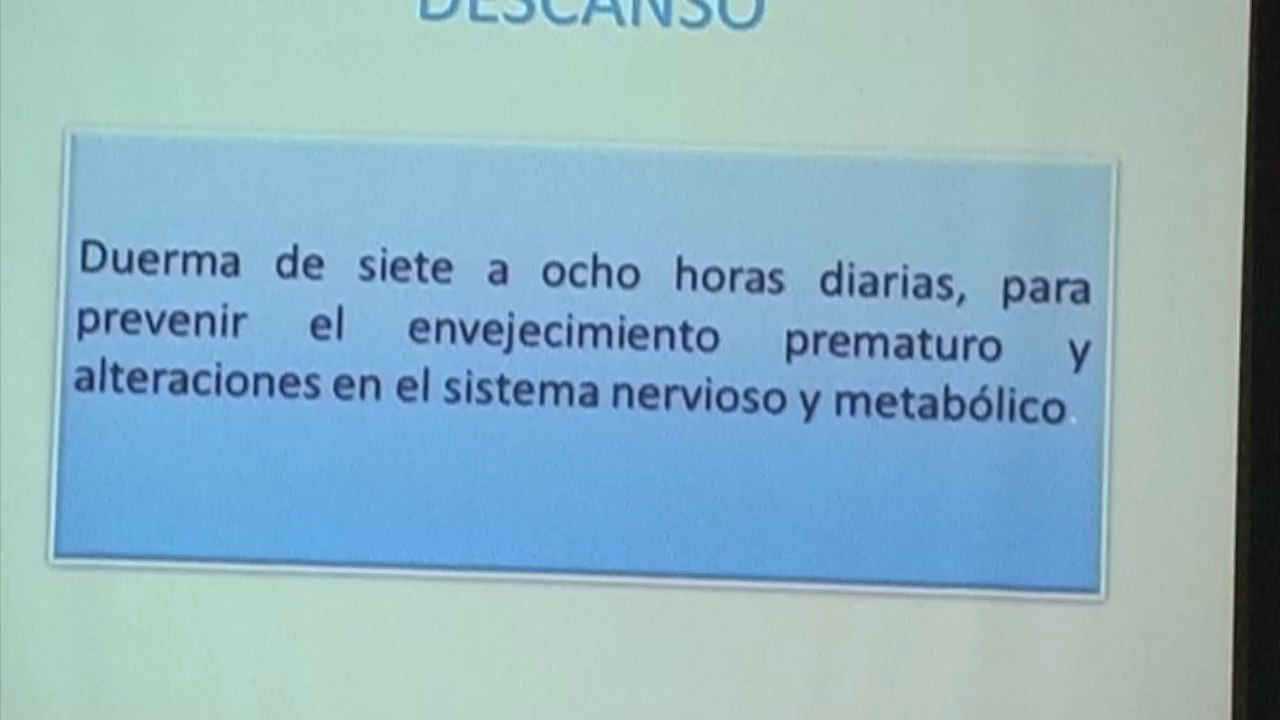 DESCANSO
Duerma de siete a ocho horas diarias, para
prevenir el envejecimiento prematuro y
alteraciones en el sistema nervioso y metabólico.